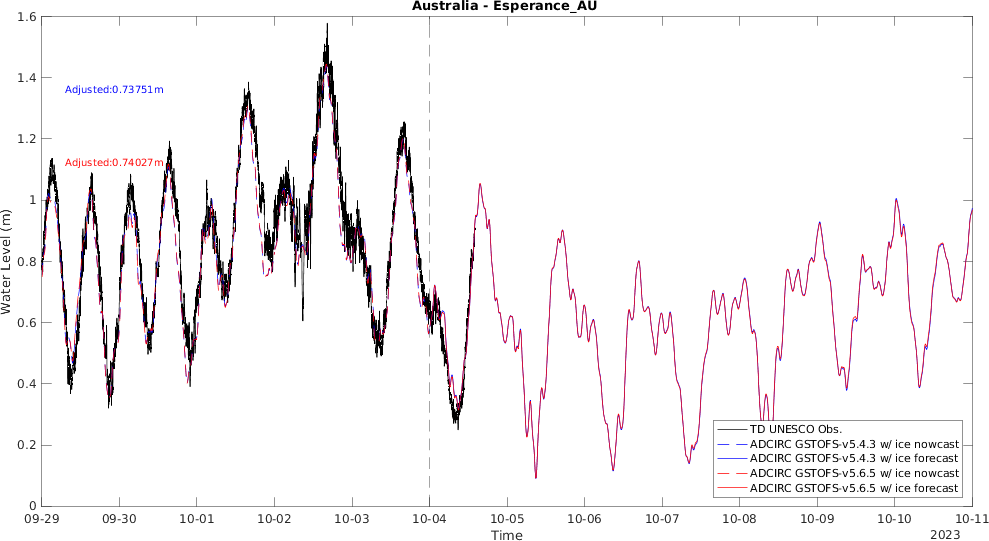 Australia - Esperance_AU
1.6
1.4
1.2
1
0.8
0.6
0.4
0.2
0
Water Level (m)
Adjusted:0.73751m
Adjusted:0.74027m
TD UNESCO Obs.
ADCIRC GSTOFS-v5.4.3 w/ ice nowcast
ADCIRC GSTOFS-v5.4.3 w/ ice forecast
ADCIRC GSTOFS-v5.6.5 w/ ice nowcast
ADCIRC GSTOFS-v5.6.5 w/ ice forecast
09-29 09-30 10-01 10-02 10-03 10-04 10-05 10-06 10-07 10-08 10-09 10-10 10-11
Time
2023